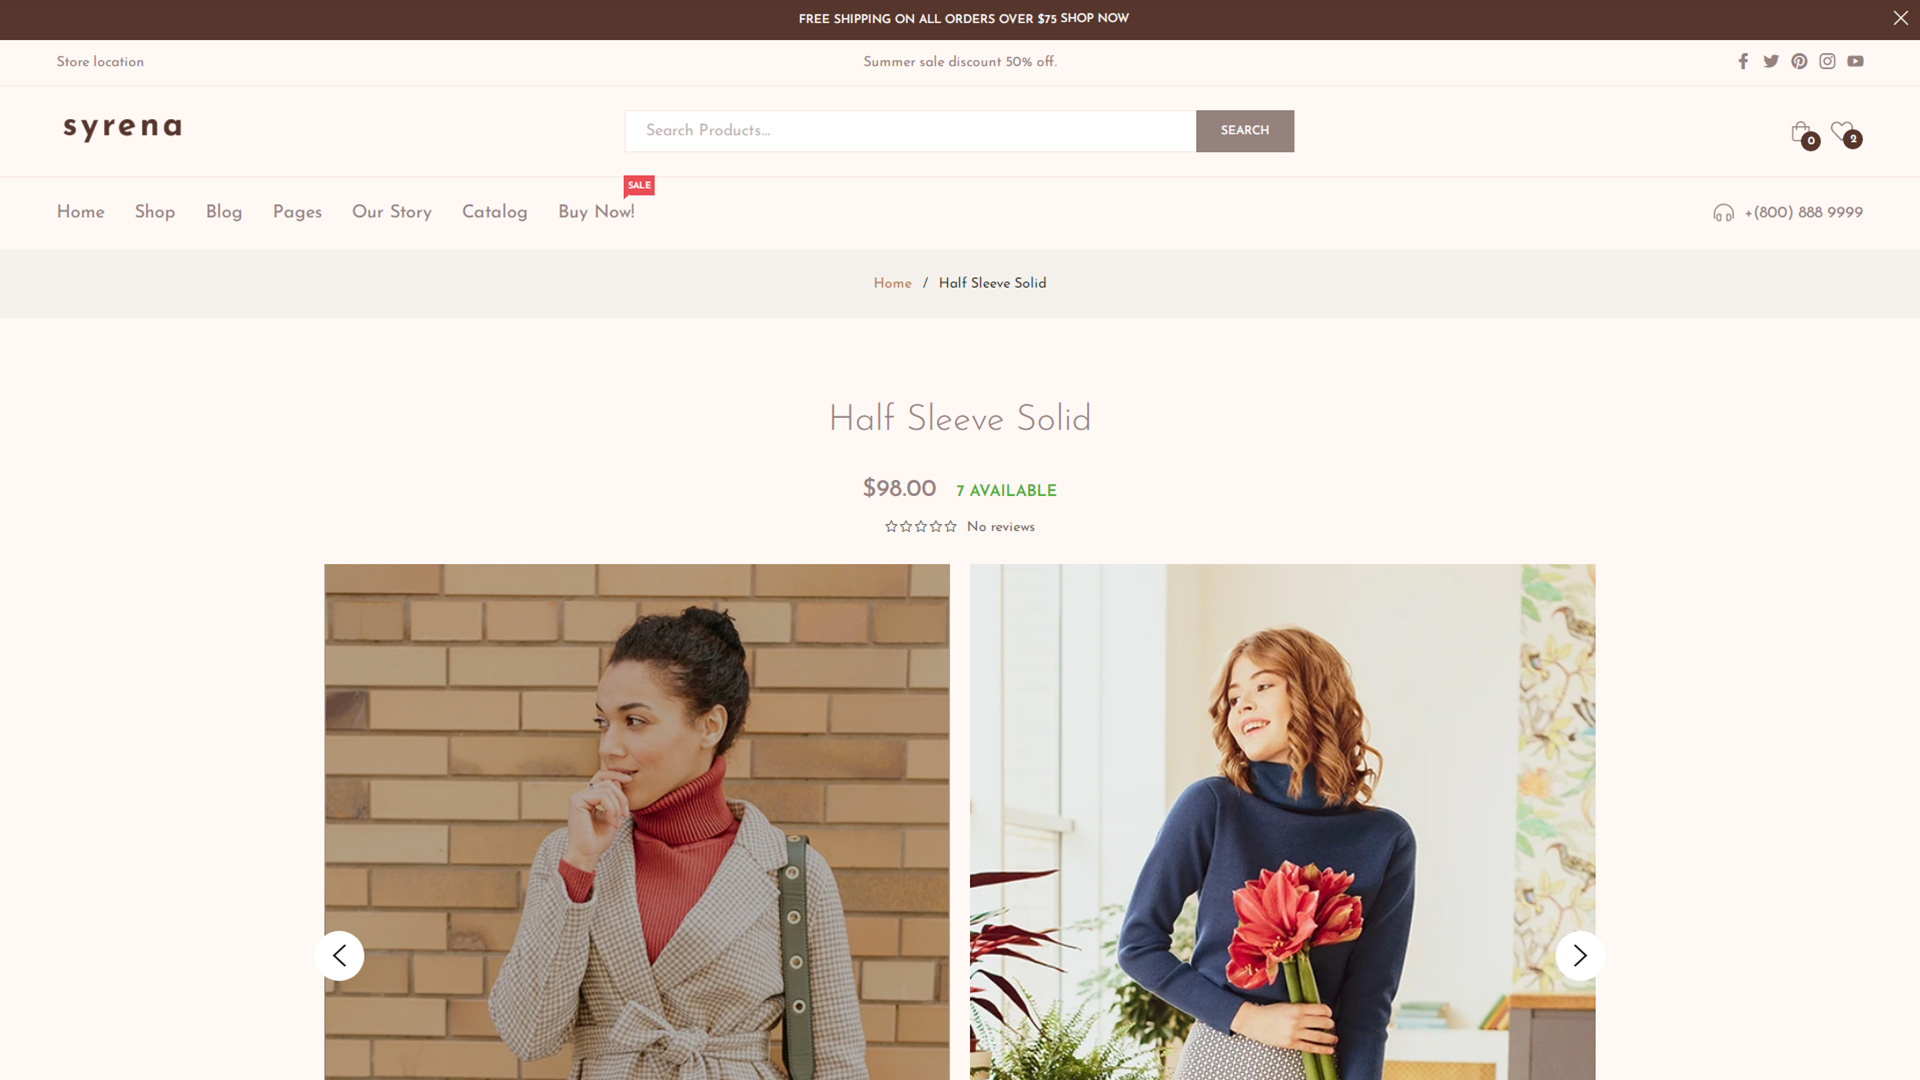 FREE SHIPPING ON ALL ORDERS OVER $75 SHOP NOW
Store location
Summer sale discount 50% off.
syrena
Search Products...
SEARCH
0
2
SALE
Home
Shop
Blog
Pages
Our Story
Catalog
Buy Now!
+(800) 888 9999
Home / Half Sleeve Solid
Half Sleeve Solid
$98.00 7 AVAILABLE
No reviews